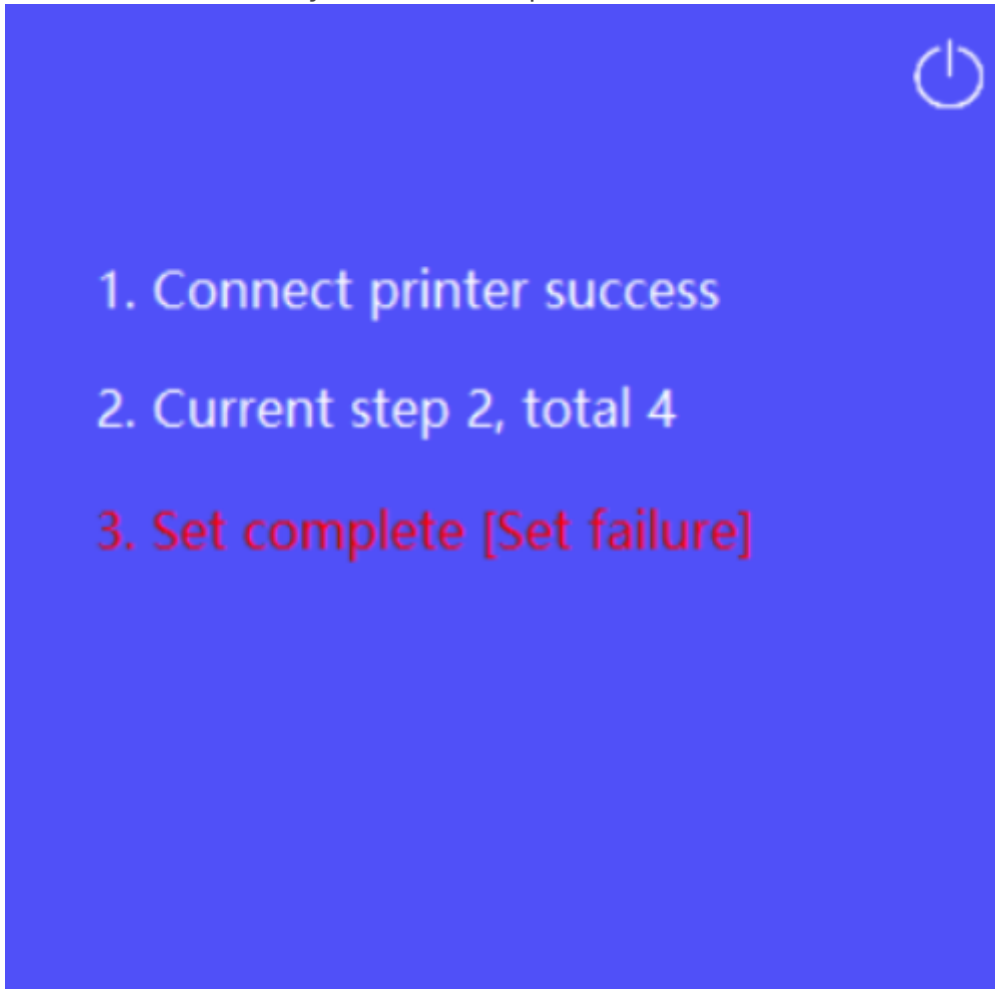 1. Connect printer success
2. Current step 2, total 4
3. Set complete [Set failure]